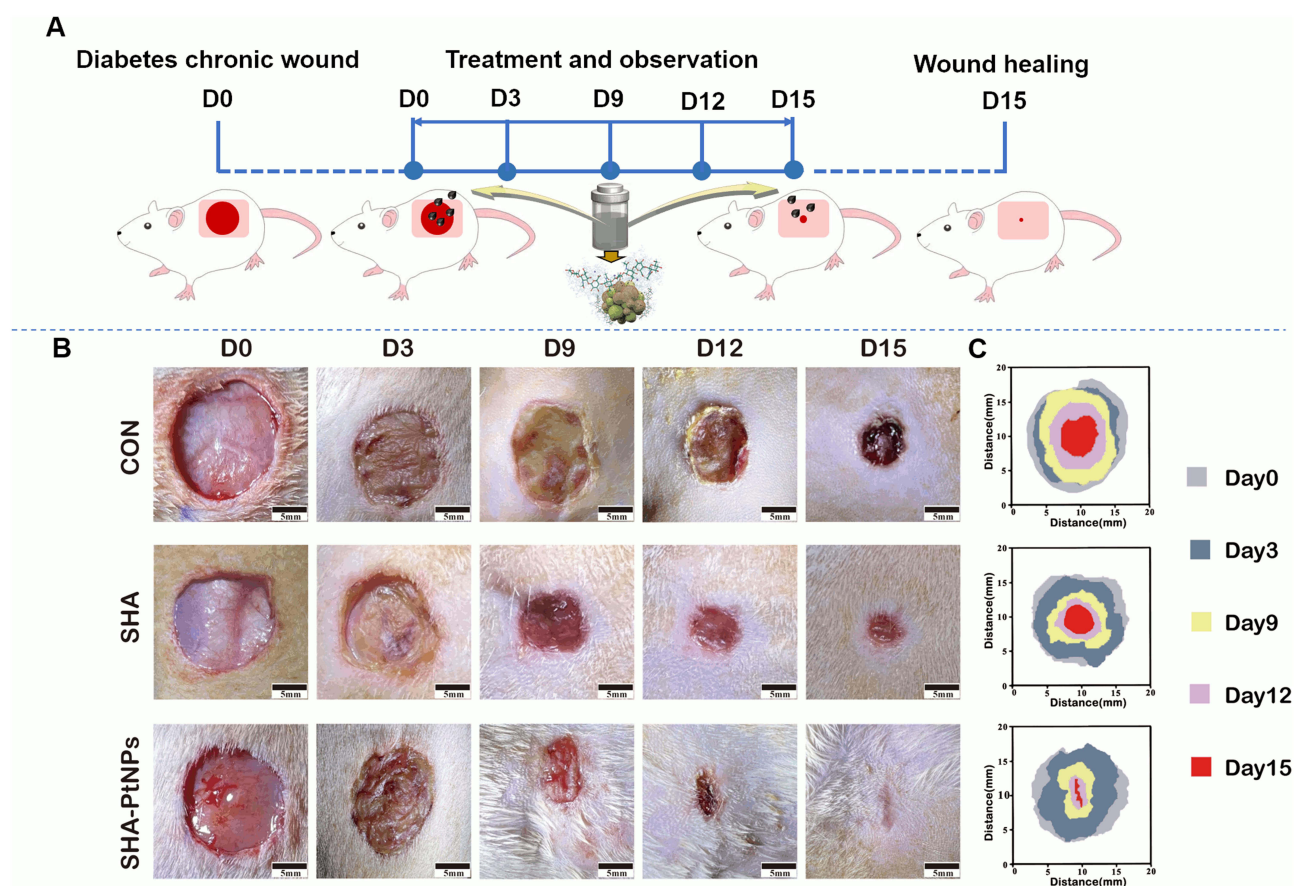 A
Diabetes chronic wound
Treatment and observation
Wound healing
D0
D0
D3
D9
D12
D15
D15
B
D0
D3
D9
D12
D15
C
CON
5mm
5mm
5mm
5mm
5mm
Distance(mm)
20
15
10
5
0
0
5
10
15
20
Distance(mm)
SHA
5mm
5mm
5mm
5mm
5mm
Distance(mm)
20
15
10
5
0
0
5
10
15
20
Distance(mm)
SHA-PtNPs
5mm
5mm
5mm
5mm
5mm
Distance(mm)
20
15
10
5
0
0
5
10
15
20
Distance(mm)
Day0
Day3
Day9
Day12
Day15